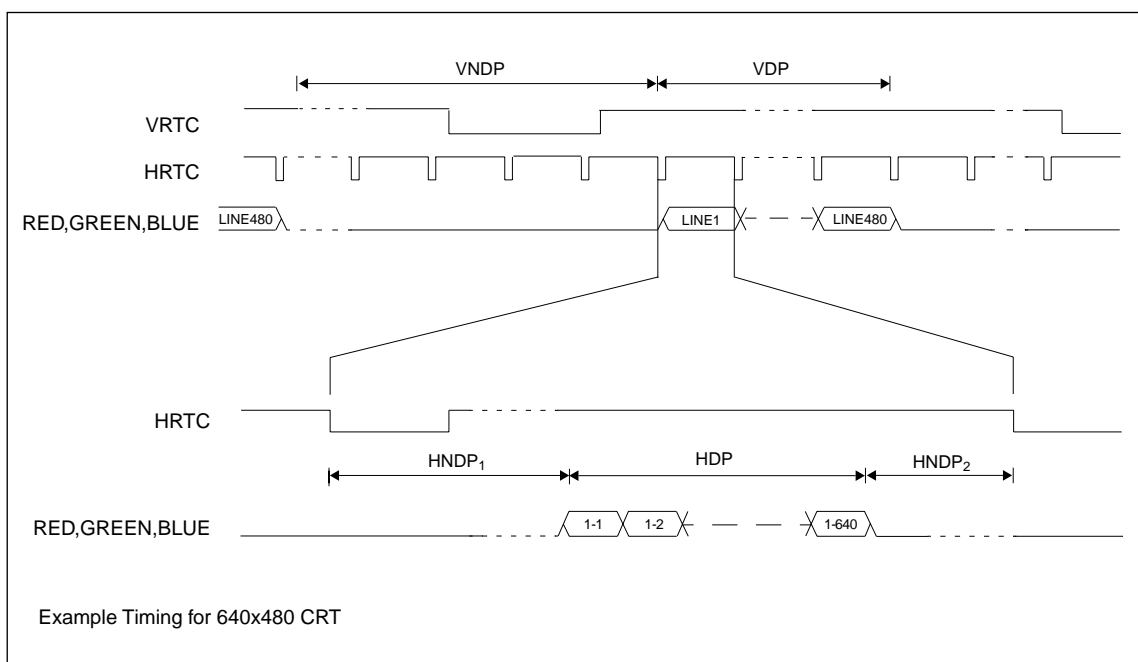 VNDP VDP
VRTC
HRTC
RED,GREEN,BLUE LINE480 LINE1 LINE480
HRTC
HNDP₁ HDP HNDP₂
RED,GREEN,BLUE 1-1 1-2 1-640
Example Timing for 640x480 CRT